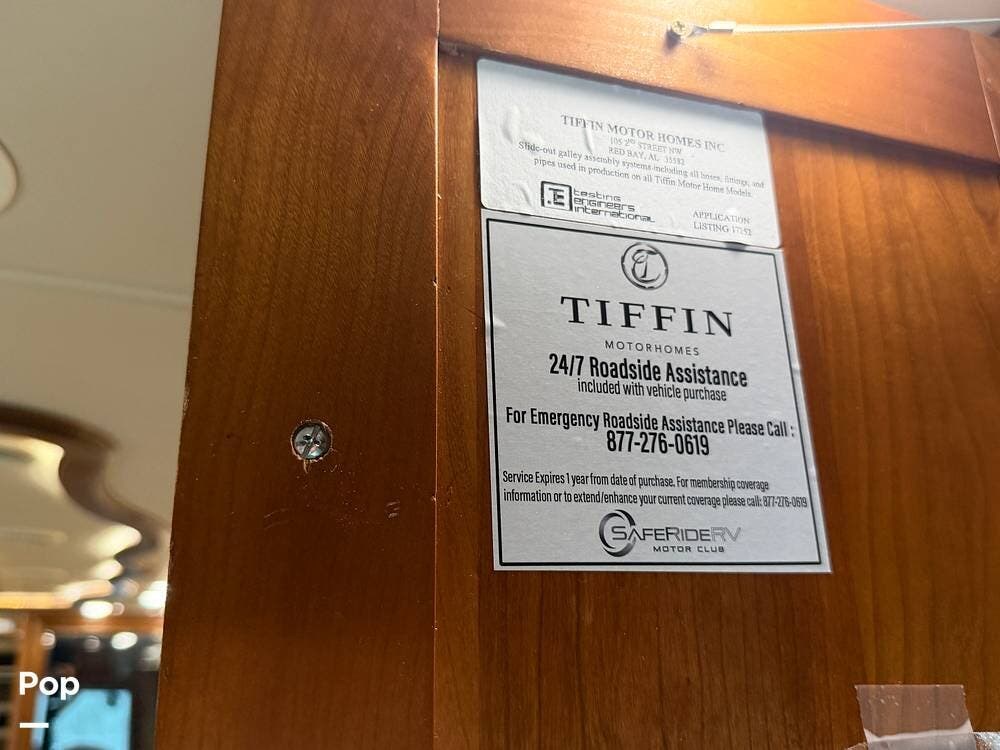 TIFFIN MOTOR HOMES INC
105 2ND STREET NW
RED BAY, AL 35582
Slide-out galley assembly systems including all hoses, fittings, and
pipes used in production on all Tiffin Motor Home Models.
TEI testing
engineers
international
APPLICATION
LISTING 17252
TIFFIN
MOTORHOMES
24/7 Roadside Assistance
included with vehicle purchase
For Emergency Roadside Assistance Please Call :
877-276-0619
Service Expires 1 year from date of purchase. For membership coverage
information or to extend/enhance your current coverage please call: 877-276-0619
SAFERIDERV
MOTOR CLUB
Pop